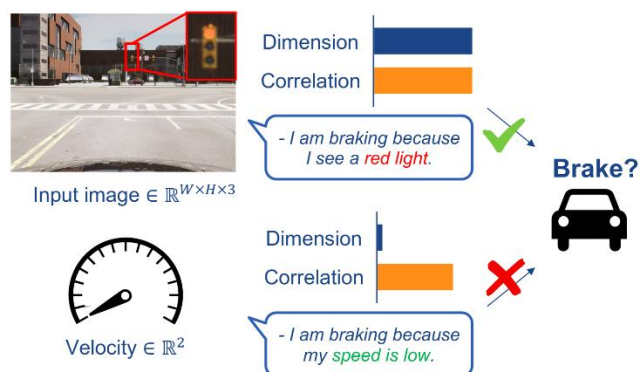 Dimension
Correlation
- I am braking because
I see a red light.
Input image ∈ ℝ^{W×H×3}
Brake?
Dimension
Correlation
- I am braking because
my speed is low.
Velocity ∈ ℝ²